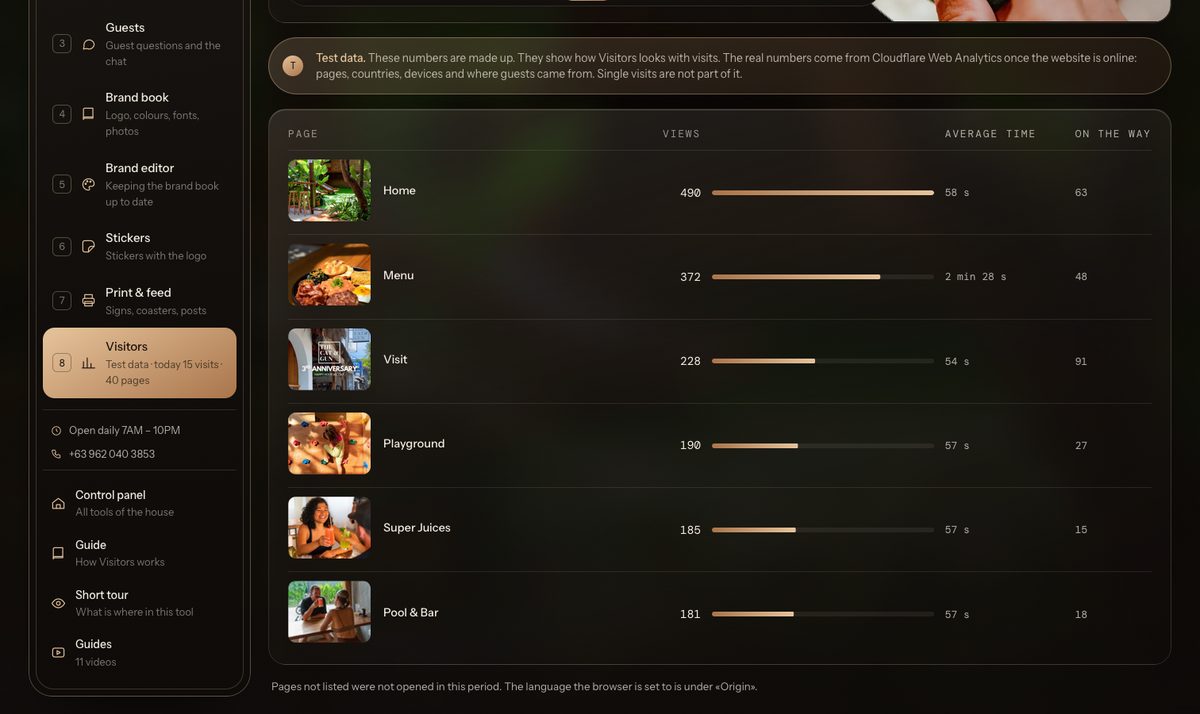 3
Guests
Guest questions and the
chat
4
Brand book
Logo, colours, fonts,
photos
5
Brand editor
Keeping the brand book
up to date
6
Stickers
Stickers with the logo
7
Print & feed
Signs, coasters, posts
8
Visitors
Test data · today 15 visits ·
40 pages
Open daily 7AM – 10PM
+63 962 040 3853
Control panel
All tools of the house
Guide
How Visitors works
Short tour
What is where in this tool
Guides
11 videos
T
Test data. These numbers are made up. They show how Visitors looks with visits. The real numbers come from Cloudflare Web Analytics once the website is online:
pages, countries, devices and where guests came from. Single visits are not part of it.
PAGE VIEWS AVERAGE TIME ON THE WAY
Home 490 58 s 63
Menu 372 2 min 28 s 48
THE
CAT &
GUN
3RD ANNIVERSARY
Visit 228 54 s 91
Playground 190 57 s 27
Super Juices 185 57 s 15
Pool & Bar 181 57 s 18
Pages not listed were not opened in this period. The language the browser is set to is under «Origin».